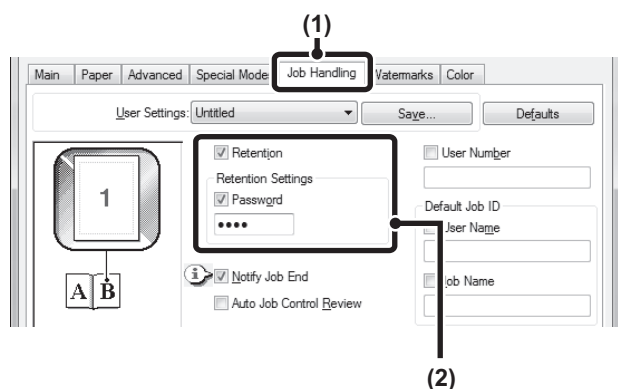 (1)
Main Paper Advanced Special Mode Job Handling Watermarks Color
User Settings: Untitled Save... Defaults
Retention
Retention Settings
Password
••••
Notify Job End
Auto Job Control Review
User Number
Default Job ID
User Name
Job Name
1
A B
(2)